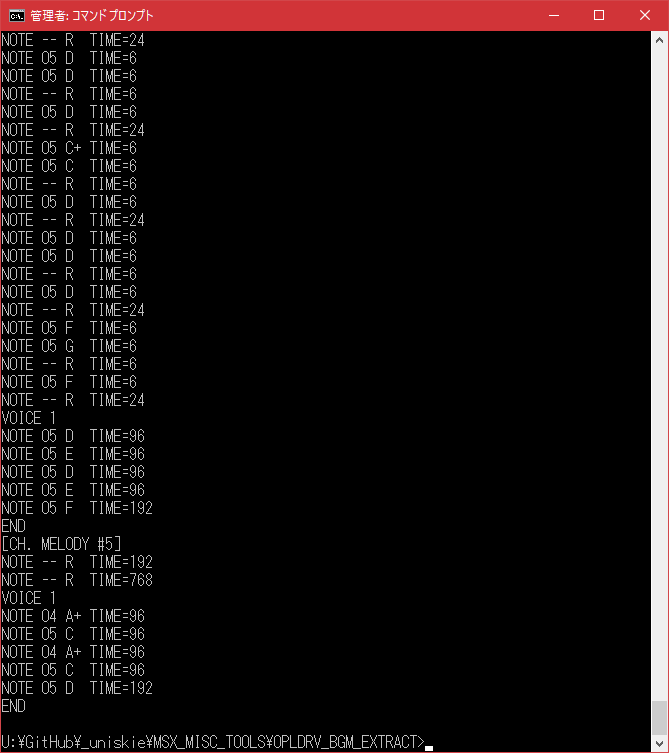 管理者: コマンドプロンプト
NOTE -- R  TIME=24
NOTE O5 D  TIME=6
NOTE O5 D  TIME=6
NOTE -- R  TIME=6
NOTE O5 D  TIME=6
NOTE -- R  TIME=24
NOTE O5 C+ TIME=6
NOTE O5 C  TIME=6
NOTE -- R  TIME=6
NOTE O5 D  TIME=6
NOTE -- R  TIME=24
NOTE O5 D  TIME=6
NOTE O5 D  TIME=6
NOTE -- R  TIME=6
NOTE O5 D  TIME=6
NOTE -- R  TIME=24
NOTE O5 F  TIME=6
NOTE O5 G  TIME=6
NOTE -- R  TIME=6
NOTE O5 F  TIME=6
NOTE -- R  TIME=24
VOICE 1
NOTE O5 D  TIME=96
NOTE O5 E  TIME=96
NOTE O5 D  TIME=96
NOTE O5 E  TIME=96
NOTE O5 F  TIME=192
END
[CH. MELODY #5]
NOTE -- R  TIME=192
NOTE -- R  TIME=768
VOICE 1
NOTE O4 A+ TIME=96
NOTE O5 C  TIME=96
NOTE O4 A+ TIME=96
NOTE O5 C  TIME=96
NOTE O5 D  TIME=192
END
U:¥GitHub¥_uniskie¥MSX_MISC_TOOLS¥OPLDRV_BGM_EXTRACT>